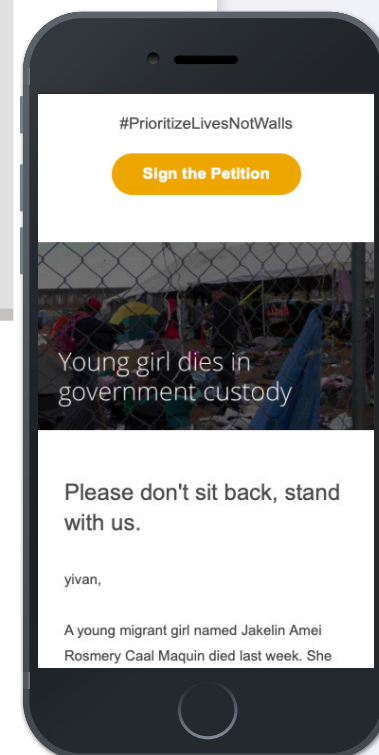 #PrioritizeLivesNotWalls
Sign the Petition
Young girl dies in
government custody
Please don't sit back, stand
with us.
yivan,
A young migrant girl named Jakelin Amei
Rosmery Caal Maquin died last week. She